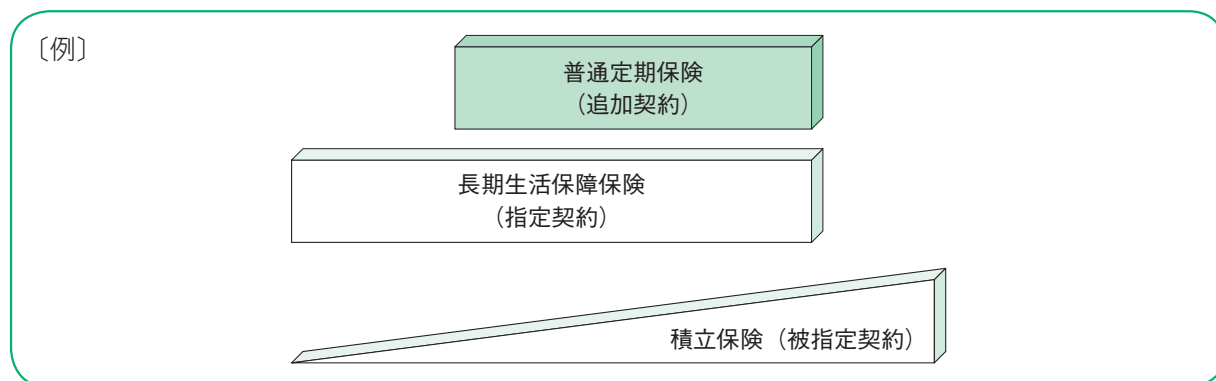 〔例〕
普通定期保険
（追加契約）
長期生活保障保険
（指定契約）
積立保険（被指定契約）